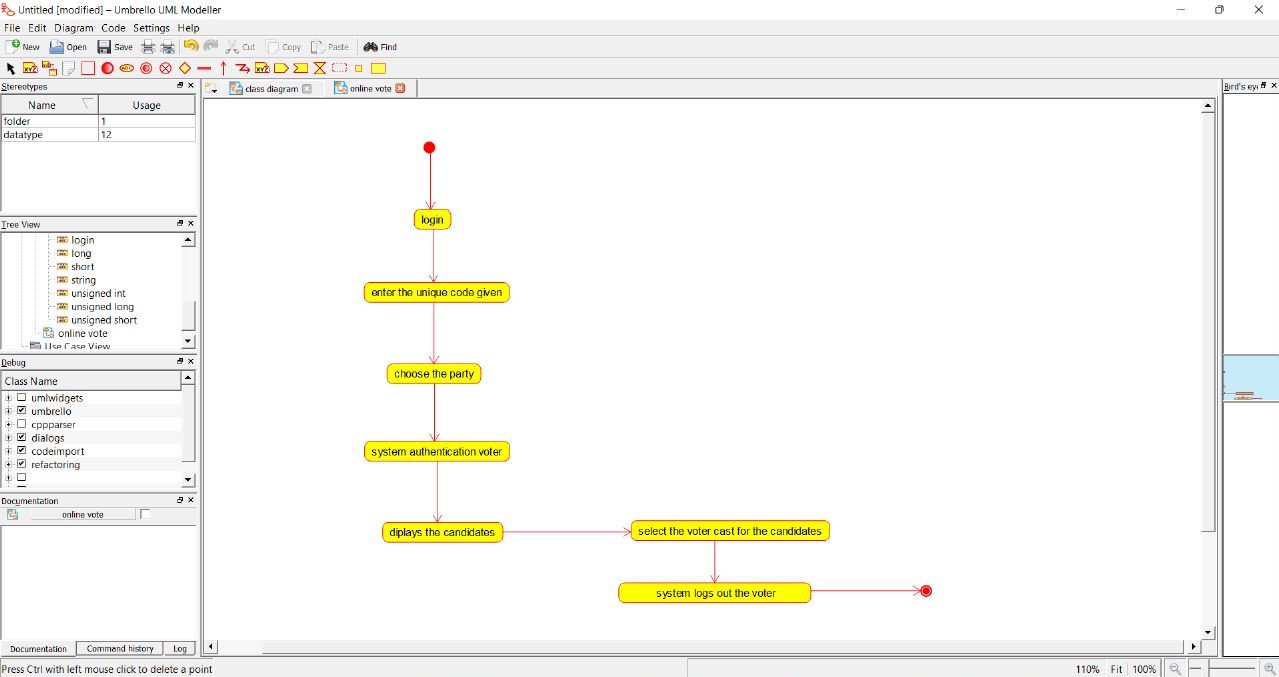 Untitled [modified] – Umbrello UML Modeller
File Edit Diagram Code Settings Help
New Open Save Cut Copy Paste Find
Stereotypes
Name Usage
folder 1
datatype 12
Tree View
login
long
short
string
unsigned int
unsigned long
unsigned short
online vote
Use Case View
Debug
Class Name
umlwidgets
umbrello
cppparser
dialogs
codeimport
refactoring
Documentation
online vote
Documentation Command history Log
class diagram online vote
login
enter the unique code given
choose the party
system authentication voter
diplays the candidates select the voter cast for the candidates
system logs out the voter
Bird's ey
Press Ctrl with left mouse click to delete a point
110% Fit 100%